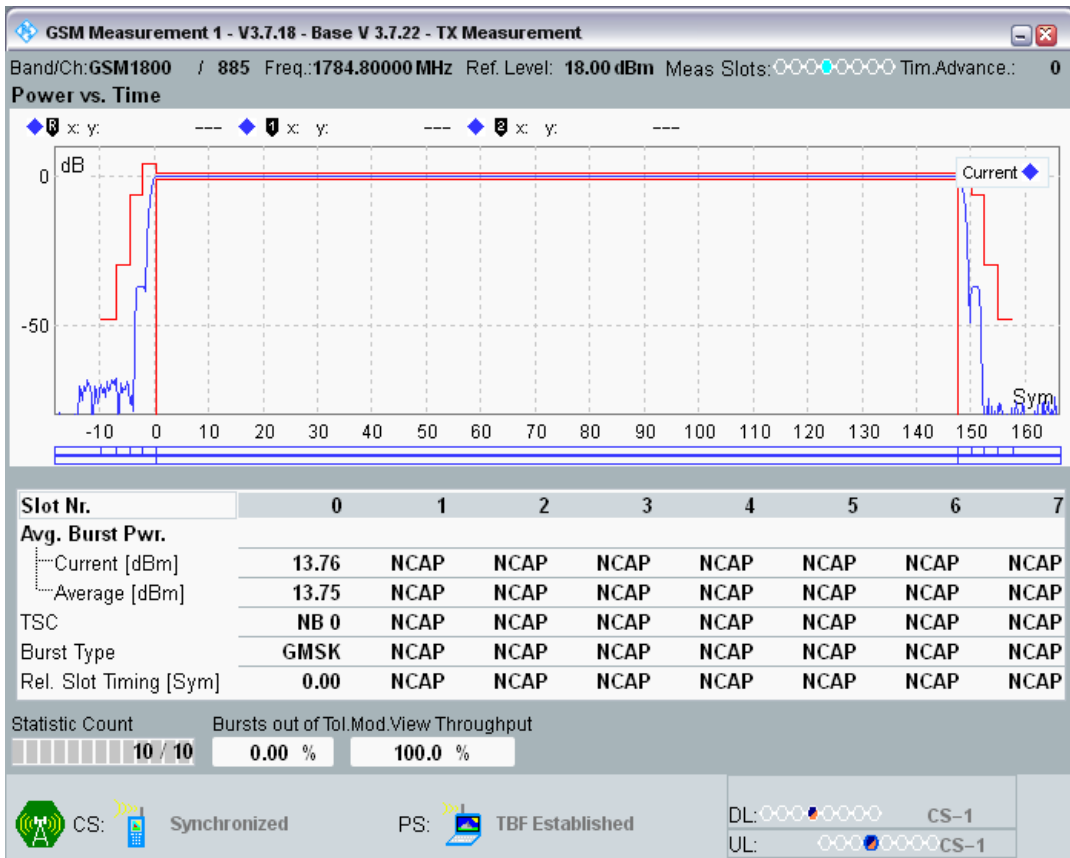 GSM Measurement 1 - V3.7.18 - Base V 3.7.22 - TX Measurement
Band/Ch:GSM1800 / 885 Freq.:1784.80000 MHz Ref. Level: 18.00 dBm Meas Slots: Tim.Advance.: 0
Power vs. Time
R x: y: --- 1 x: y: --- 2 x: y: ---
dB
Current
0
-50
Sym
-10 0 10 20 30 40 50 60 70 80 90 100 110 120 130 140 150 160
Slot Nr. 0 1 2 3 4 5 6 7
Avg. Burst Pwr.
Current [dBm] 13.76 NCAP NCAP NCAP NCAP NCAP NCAP NCAP
Average [dBm] 13.75 NCAP NCAP NCAP NCAP NCAP NCAP NCAP
TSC NB 0 NCAP NCAP NCAP NCAP NCAP NCAP NCAP
Burst Type GMSK NCAP NCAP NCAP NCAP NCAP NCAP NCAP
Rel. Slot Timing [Sym] 0.00 NCAP NCAP NCAP NCAP NCAP NCAP NCAP
Statistic Count Bursts out of Tol.Mod.View Throughput
10 / 10 0.00 % 100.0 %
CS: Synchronized PS: TBF Established
DL: CS-1
UL: CS-1